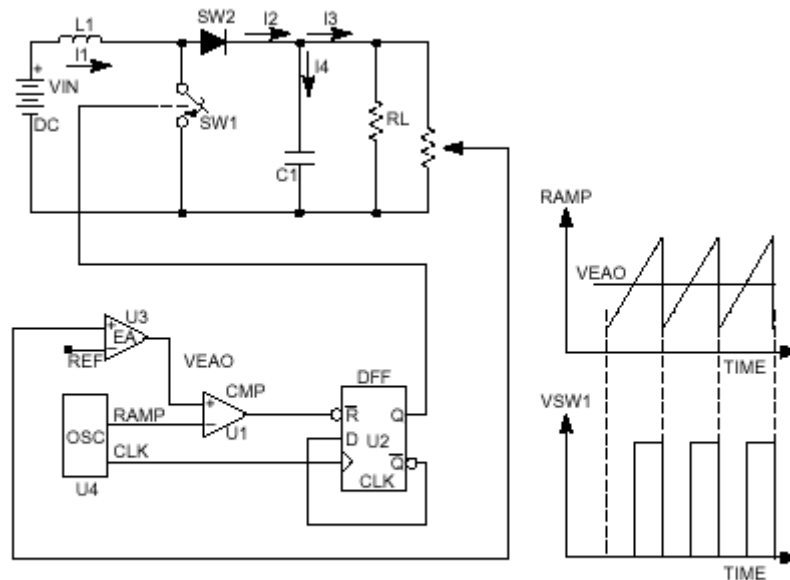 SW2
L1
I2
I3
I1
I4
+
VIN
DC
SW1
RL
C1
RAMP
VEAO
TIME
U3
+
EA
−
REF
VEAO
CMP
DFF
+
−
U1
R
Q
D
U2
Q
CLK
OSC
RAMP
CLK
U4
VSW1
TIME